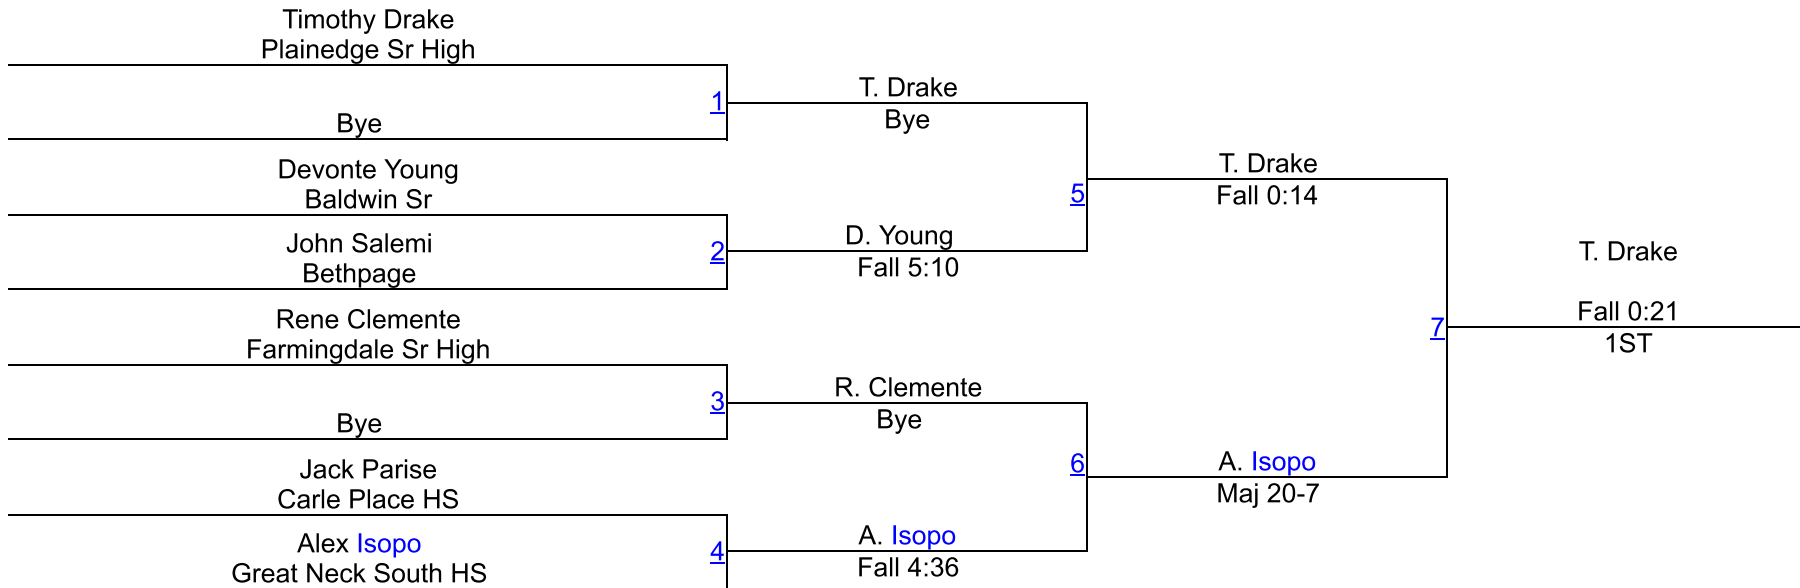 Timothy Drake
Plainedge Sr High
1
Bye
T. Drake
Bye
Devonte Young
Baldwin Sr
2
John Salemi
Bethpage
D. Young
Fall 5:10
5
T. Drake
Fall 0:14
Rene Clemente
Farmingdale Sr High
3
Bye
R. Clemente
Bye
Jack Parise
Carle Place HS
4
Alex Isopo
Great Neck South HS
A. Isopo
Fall 4:36
6
A. Isopo
Maj 20-7
7
T. Drake
Fall 0:21
1ST